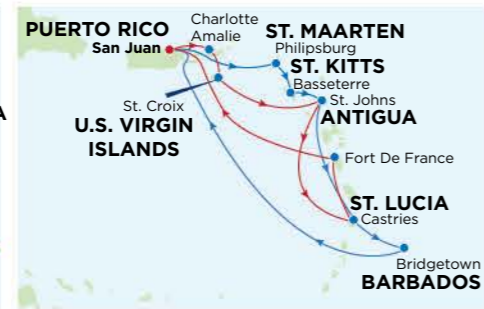 PUERTO RICO
San Juan
Charlotte
Amalie
ST. MAARTEN
Philipsburg
ST. KITTS
Basseterre
St. Johns
ANTIGUA
St. Croix
U.S. VIRGIN
ISLANDS
Fort De France
ST. LUCIA
Castries
Bridgetown
BARBADOS
A